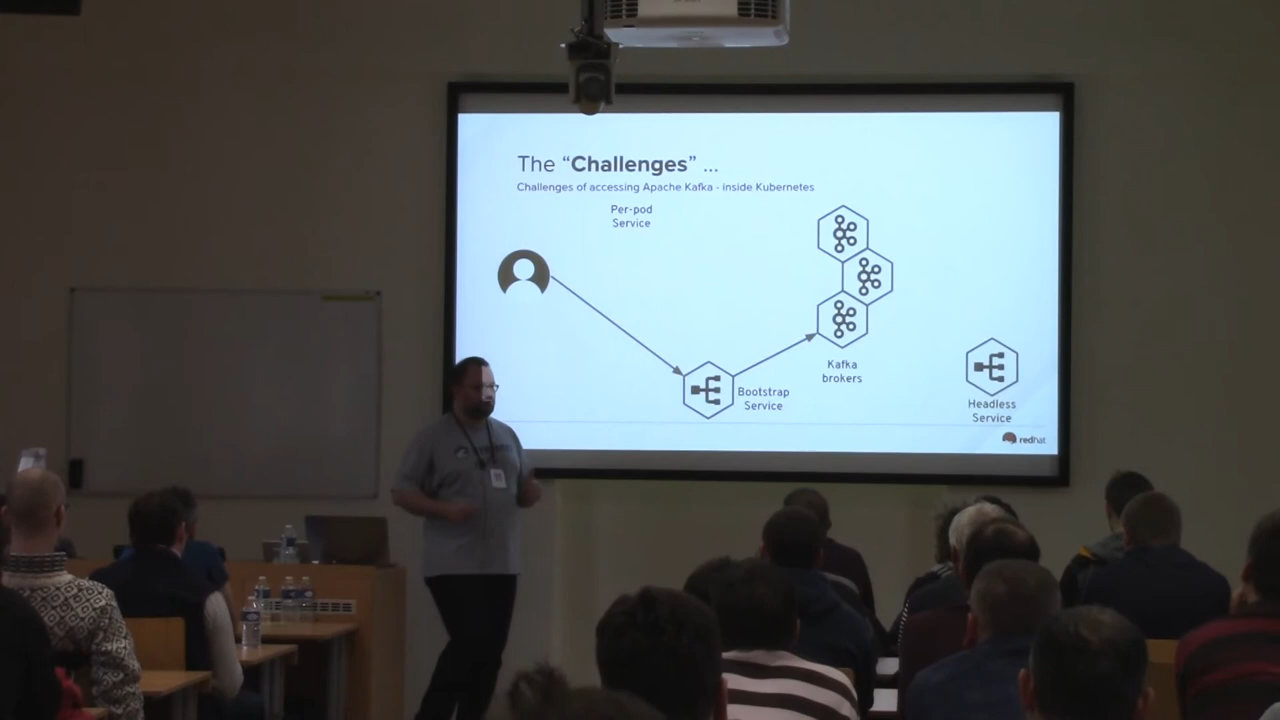 The “Challenges” ...
Challenges of accessing Apache Kafka - inside Kubernetes
Per-pod
Service
Kafka
brokers
Bootstrap
Service
Headless
Service
redhat